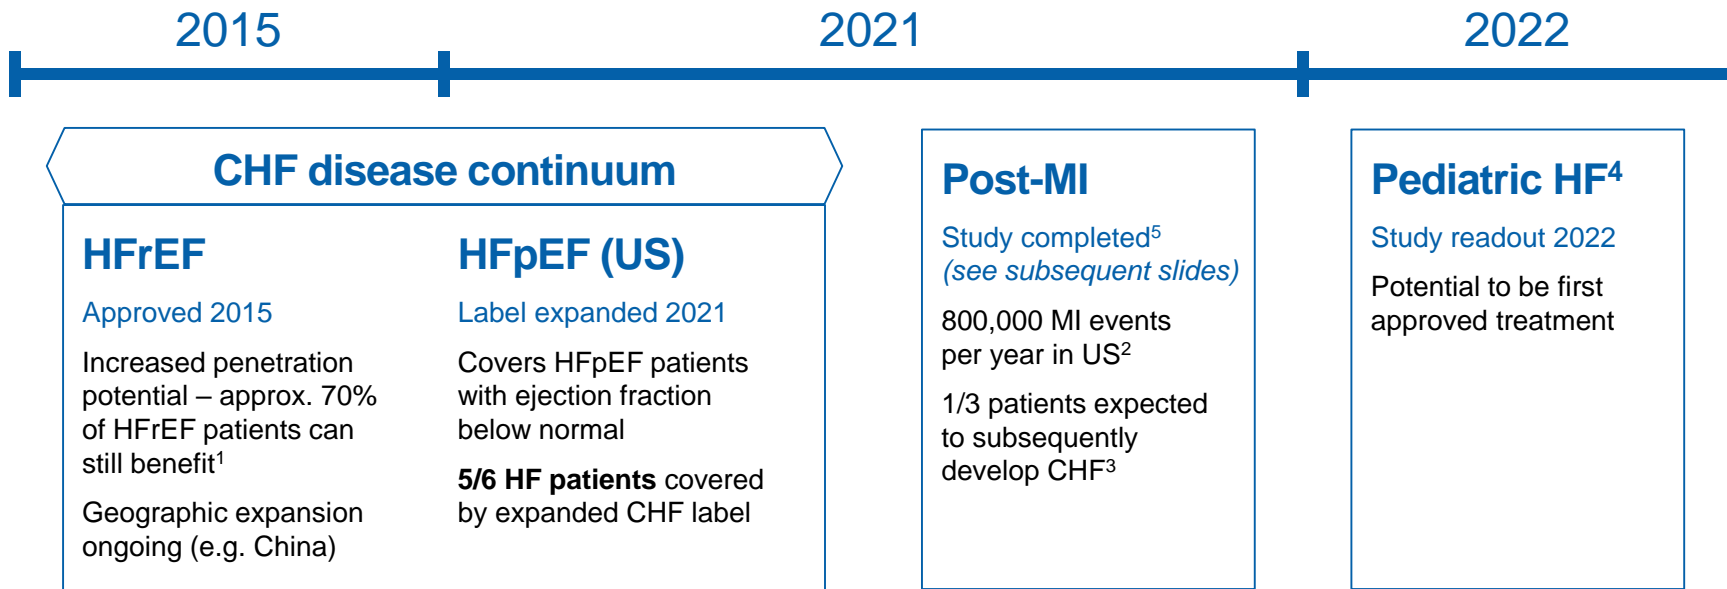 2015
2021
2022
CHF disease continuum
HFrEF
Approved 2015
Increased penetration
potential – approx. 70%
of HFrEF patients can
still benefit¹
Geographic expansion
ongoing (e.g. China)
HFpEF (US)
Label expanded 2021
Covers HFpEF patients
with ejection fraction
below normal
5/6 HF patients covered
by expanded CHF label
Post-MI
Study completed⁵
(see subsequent slides)
800,000 MI events
per year in US²
1/3 patients expected
to subsequently
develop CHF³
Pediatric HF⁴
Study readout 2022
Potential to be first
approved treatment